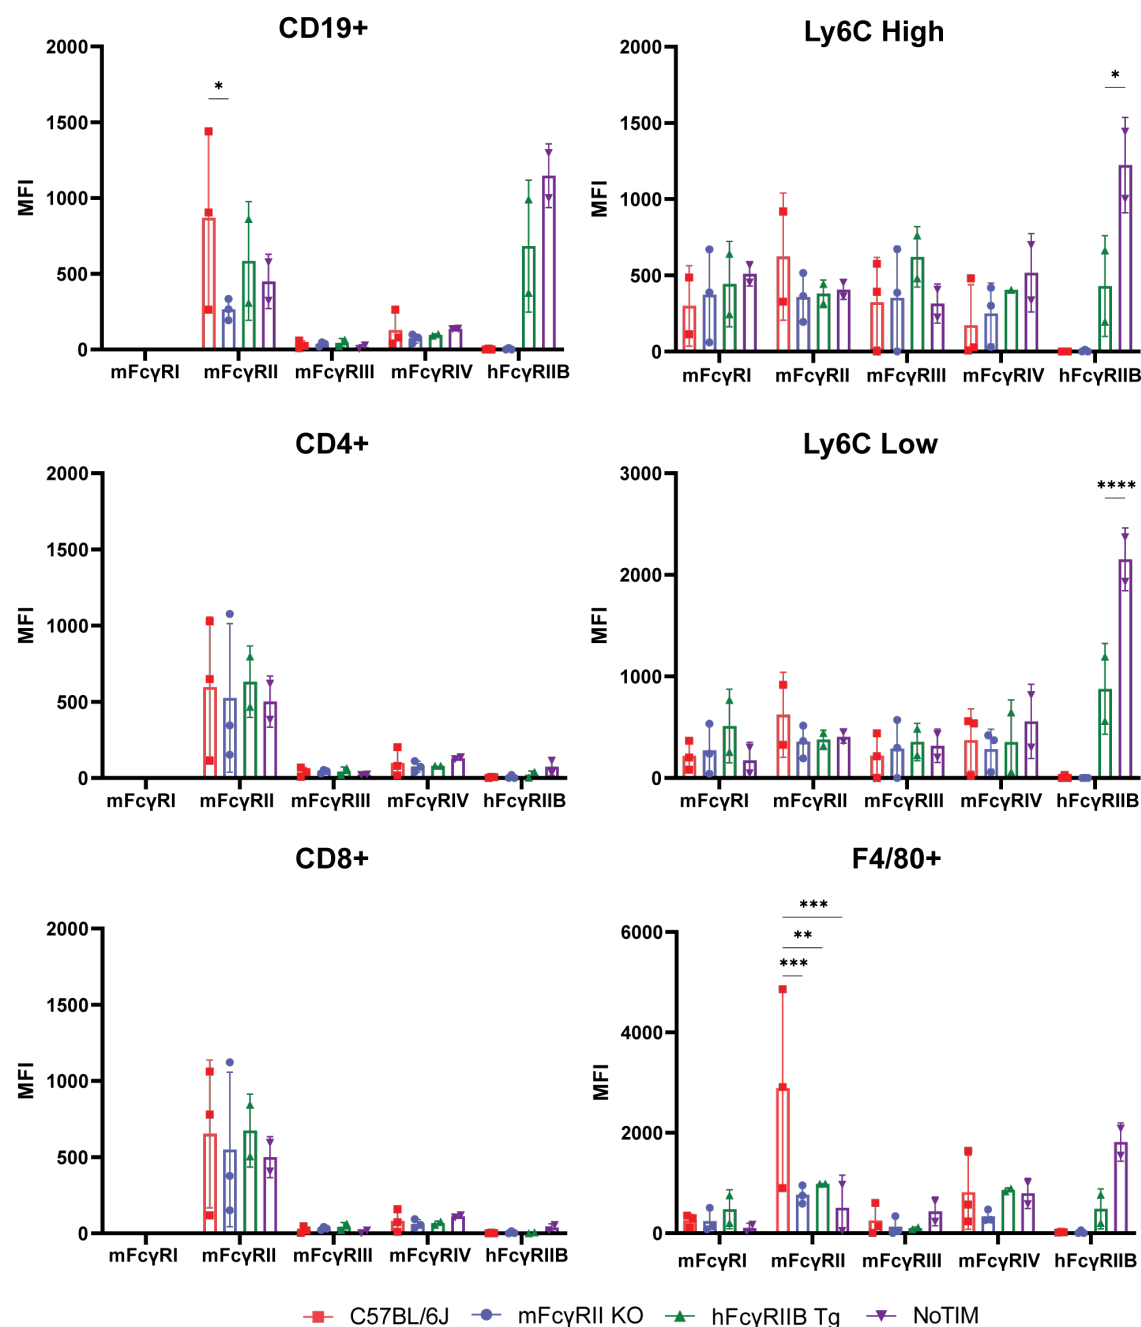 CD19+
2000
1500
1000
500
0
MFI
*
mFcγRI mFcγRII mFcγRIII mFcγRIV hFcγRIIB
Ly6C High
2000
1500
1000
500
0
MFI
*
mFcγRI mFcγRII mFcγRIII mFcγRIV hFcγRIIB
CD4+
2000
1500
1000
500
0
MFI
mFcγRI mFcγRII mFcγRIII mFcγRIV hFcγRIIB
Ly6C Low
3000
2000
1000
0
MFI
****
mFcγRI mFcγRII mFcγRIII mFcγRIV hFcγRIIB
CD8+
2000
1500
1000
500
0
MFI
mFcγRI mFcγRII mFcγRIII mFcγRIV hFcγRIIB
F4/80+
6000
4000
2000
0
MFI
***
**
***
mFcγRI mFcγRII mFcγRIII mFcγRIV hFcγRIIB
C57BL/6J mFcγRII KO hFcγRIIB Tg NoTIM